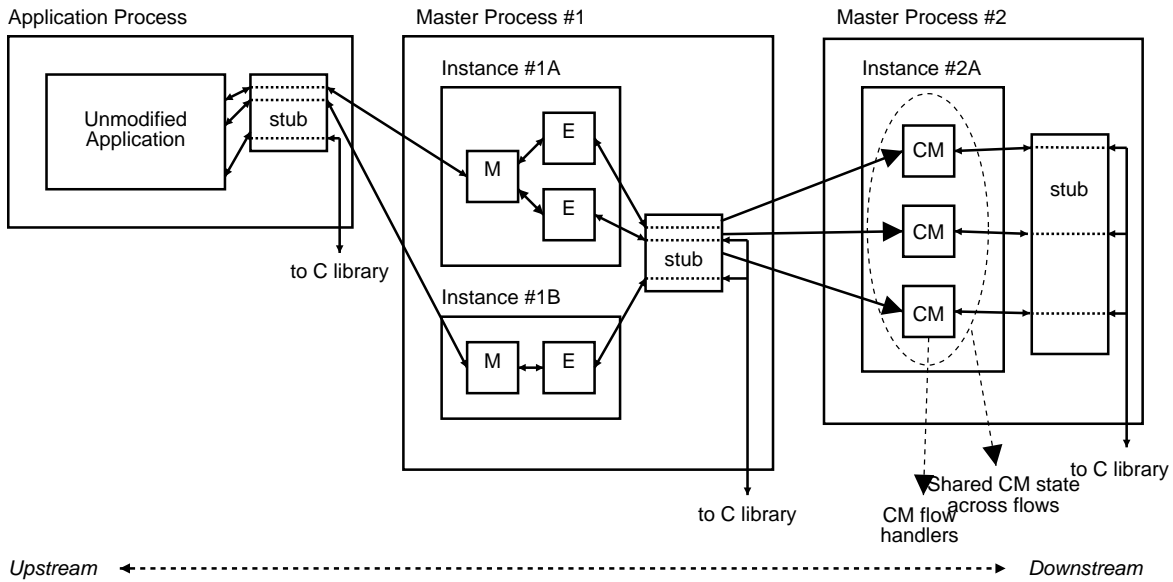 Application Process
Master Process #1
Master Process #2
Unmodified
Application
stub
to C library
Instance #1A
M
E
E
Instance #1B
M
E
stub
to C library
Instance #2A
CM
CM
CM
stub
to C library
Shared CM state
across flows
CM flow
handlers
Upstream
Downstream